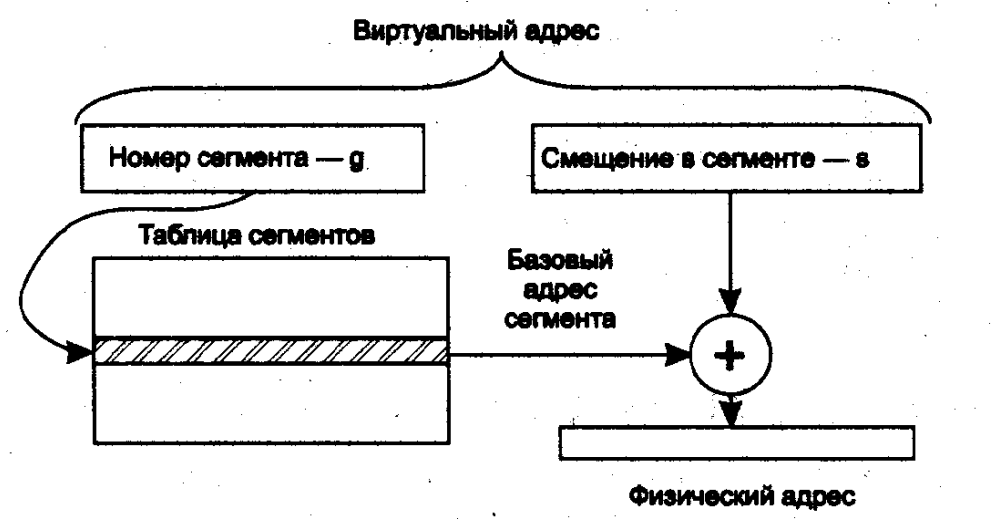 Виртуальный адрес
Номер сегмента — g
Смещение в сегменте — s
Таблица сегментов
Базовый
адрес
сегмента
+
Физический адрес